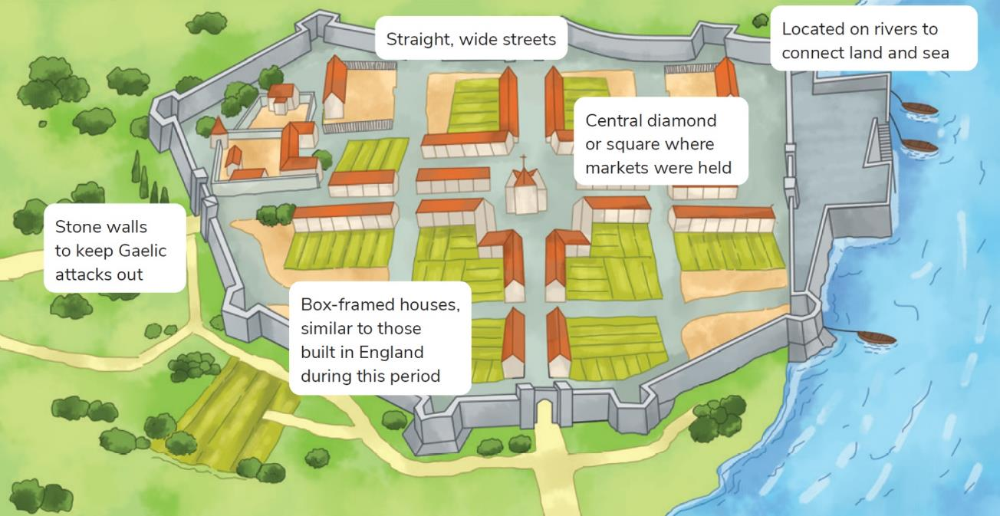 Straight, wide streets
Located on rivers to
connect land and sea
Central diamond
or square where
markets were held
Stone walls
to keep Gaelic
attacks out
Box-framed houses,
similar to those
built in England
during this period